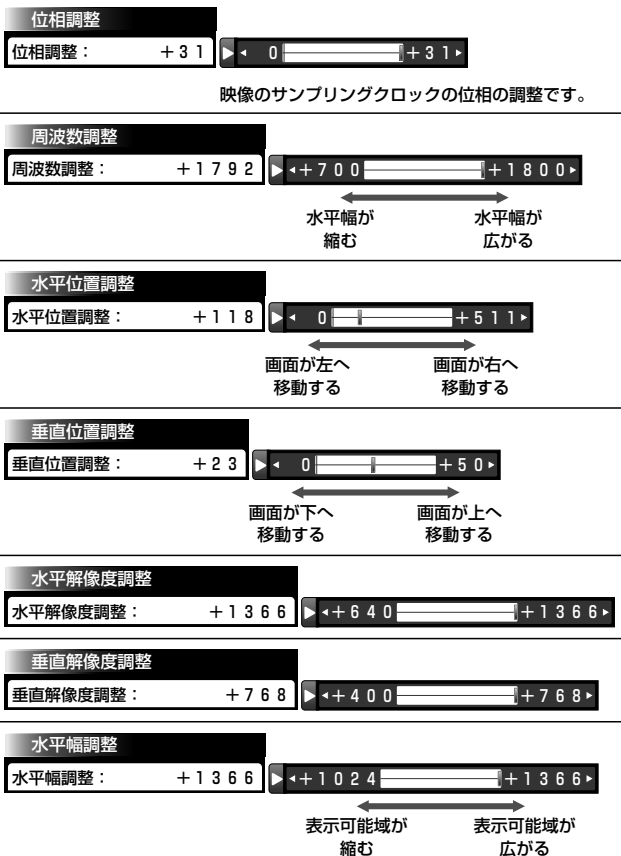 位相調整
位相調整： ＋３１ ０ ＋３１
映像のサンプリングクロックの位相の調整です。
周波数調整
周波数調整： ＋１７９２ ＋７００ ＋１８００
水平幅が 水平幅が
縮む 広がる
水平位置調整
水平位置調整： ＋１１８ ０ ＋５１１
画面が左へ 画面が右へ
移動する 移動する
垂直位置調整
垂直位置調整： ＋２３ ０ ＋５０
画面が下へ 画面が上へ
移動する 移動する
水平解像度調整
水平解像度調整： ＋１３６６ ＋６４０ ＋１３６６
垂直解像度調整
垂直解像度調整： ＋７６８ ＋４００ ＋７６８
水平幅調整
水平幅調整： ＋１３６６ ＋１０２４ ＋１３６６
表示可能域が 表示可能域が
縮む 広がる